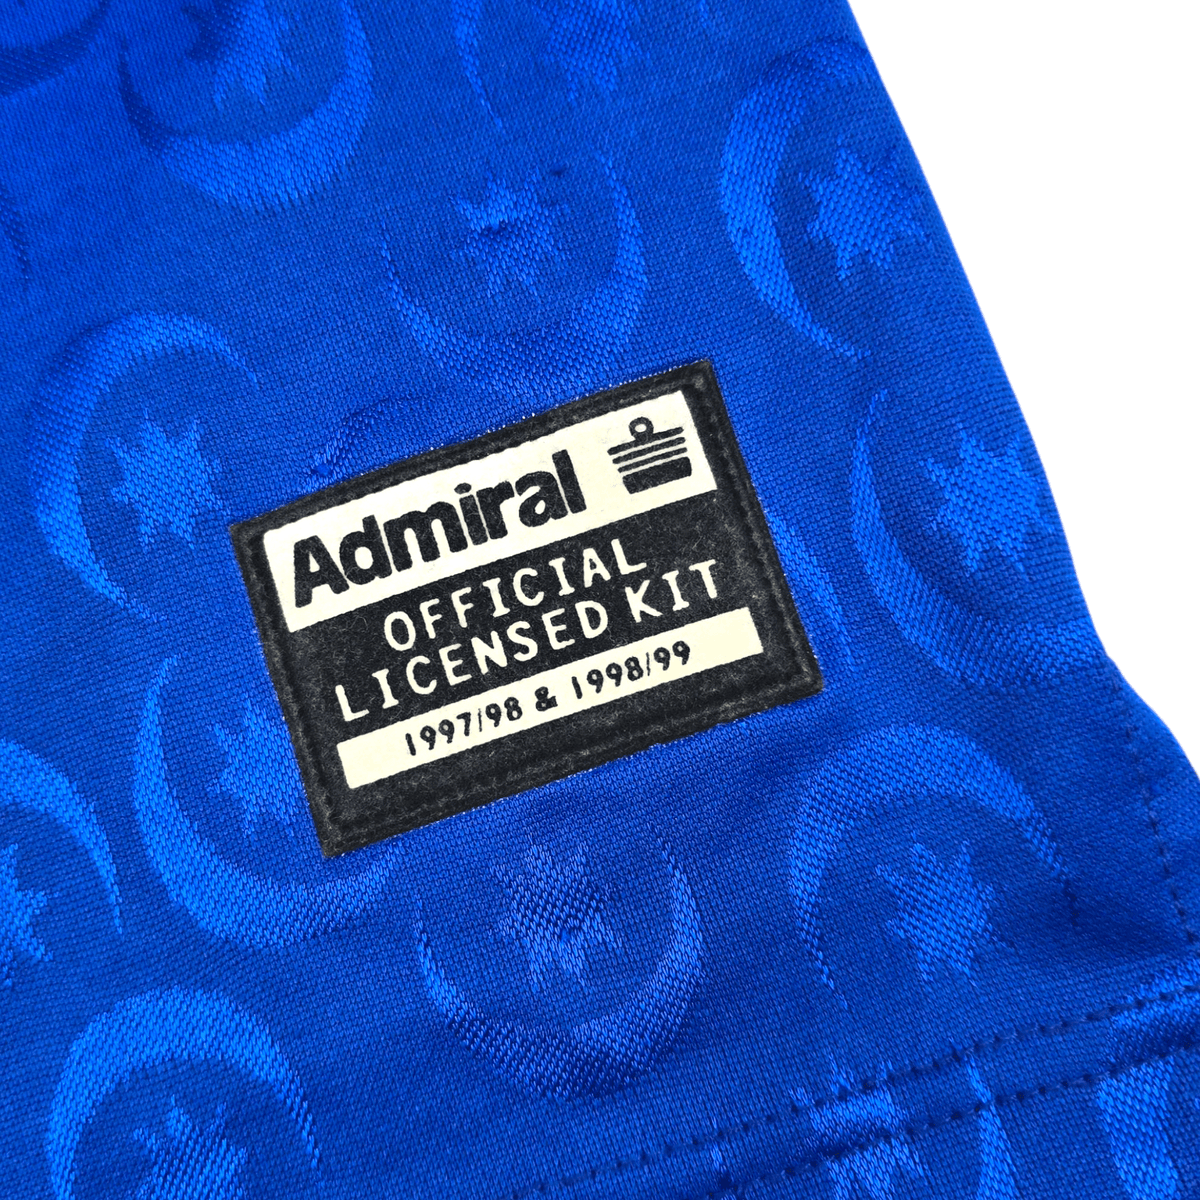 Admiral
OFFICIAL
LICENSED KIT
1997/98 & 1998/99